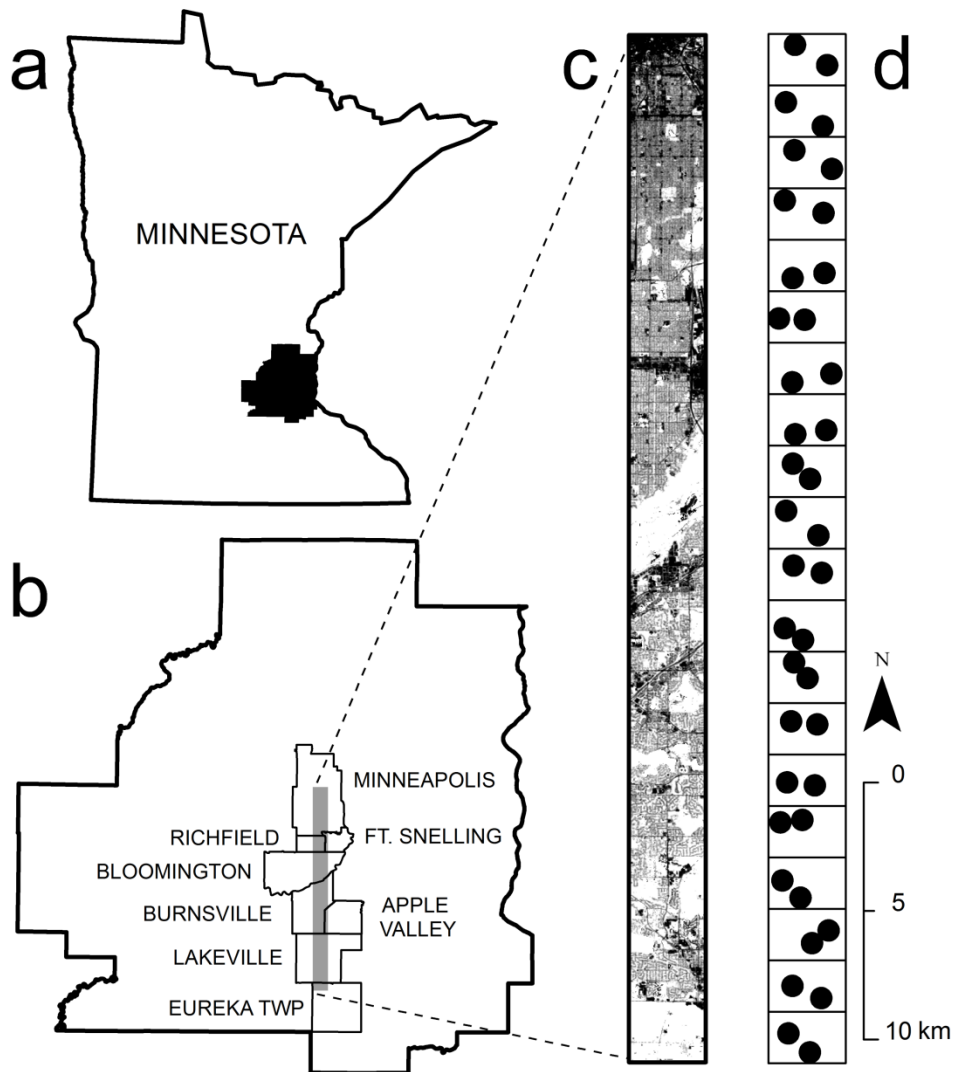 a
MINNESOTA
b
MINNEAPOLIS
RICHFIELD
FT. SNELLING
BLOOMINGTON
BURNSVILLE
APPLE
VALLEY
LAKEVILLE
EUREKA TWP
c
d
N
0
5
10 km